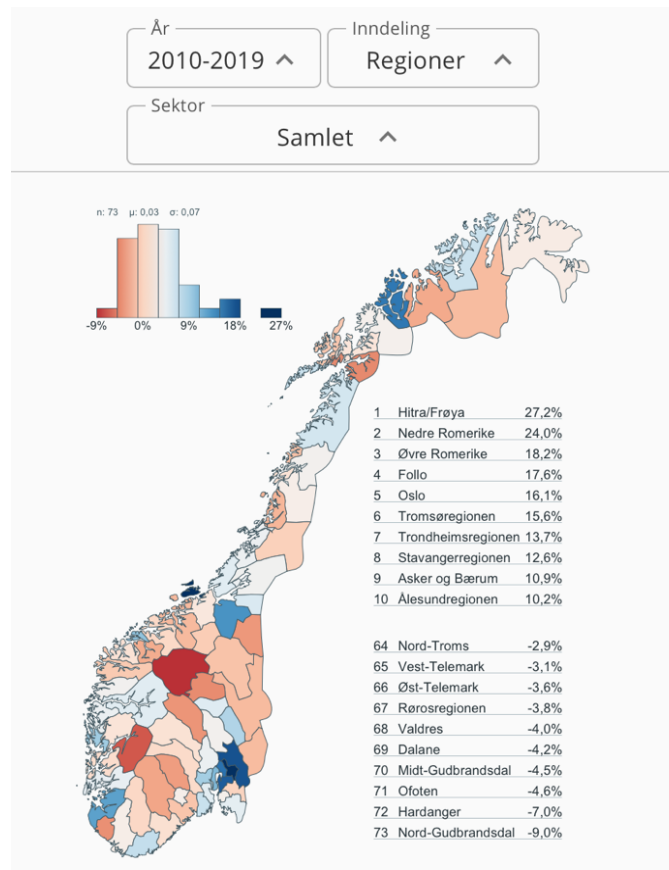 År
2010-2019
Inndeling
Regioner
Sektor
Samlet
n: 73 μ: 0,03 σ: 0,07
-9% 0% 9% 18% 27%
1 Hitra/Frøya 27,2%
2 Nedre Romerike 24,0%
3 Øvre Romerike 18,2%
4 Follo 17,6%
5 Oslo 16,1%
6 Tromsøregionen 15,6%
7 Trondheimsregionen 13,7%
8 Stavangerregionen 12,6%
9 Asker og Bærum 10,9%
10 Ålesundregionen 10,2%
64 Nord-Troms -2,9%
65 Vest-Telemark -3,1%
66 Øst-Telemark -3,6%
67 Rørosregionen -3,8%
68 Valdres -4,0%
69 Dalane -4,2%
70 Midt-Gudbrandsdal -4,5%
71 Ofoten -4,6%
72 Hardanger -7,0%
73 Nord-Gudbrandsdal -9,0%